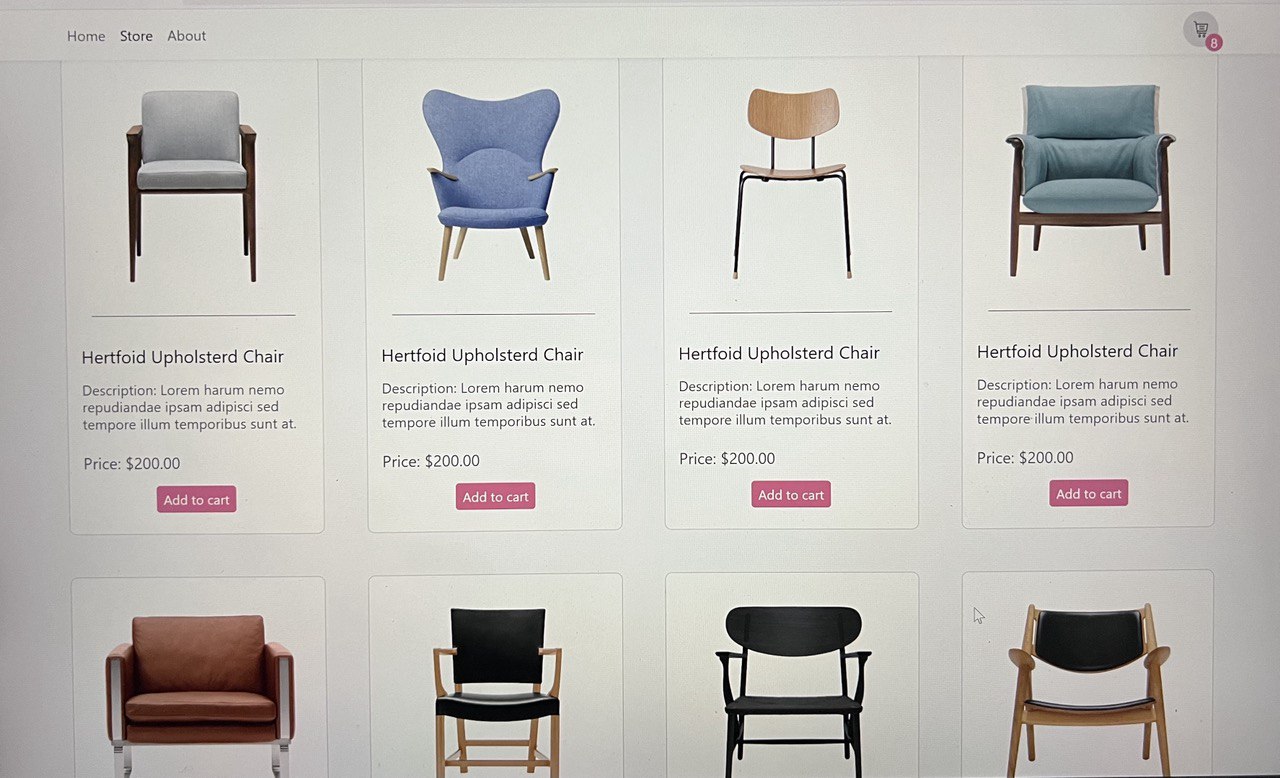 Home Store About
8
Hertfoid Upholsterd Chair
Description: Lorem harum nemo
repudiandae ipsam adipisci sed
tempore illum temporibus sunt at.
Price: $200.00
Add to cart
Hertfoid Upholsterd Chair
Description: Lorem harum nemo
repudiandae ipsam adipisci sed
tempore illum temporibus sunt at.
Price: $200.00
Add to cart
Hertfoid Upholsterd Chair
Description: Lorem harum nemo
repudiandae ipsam adipisci sed
tempore illum temporibus sunt at.
Price: $200.00
Add to cart
Hertfoid Upholsterd Chair
Description: Lorem harum nemo
repudiandae ipsam adipisci sed
tempore illum temporibus sunt at.
Price: $200.00
Add to cart